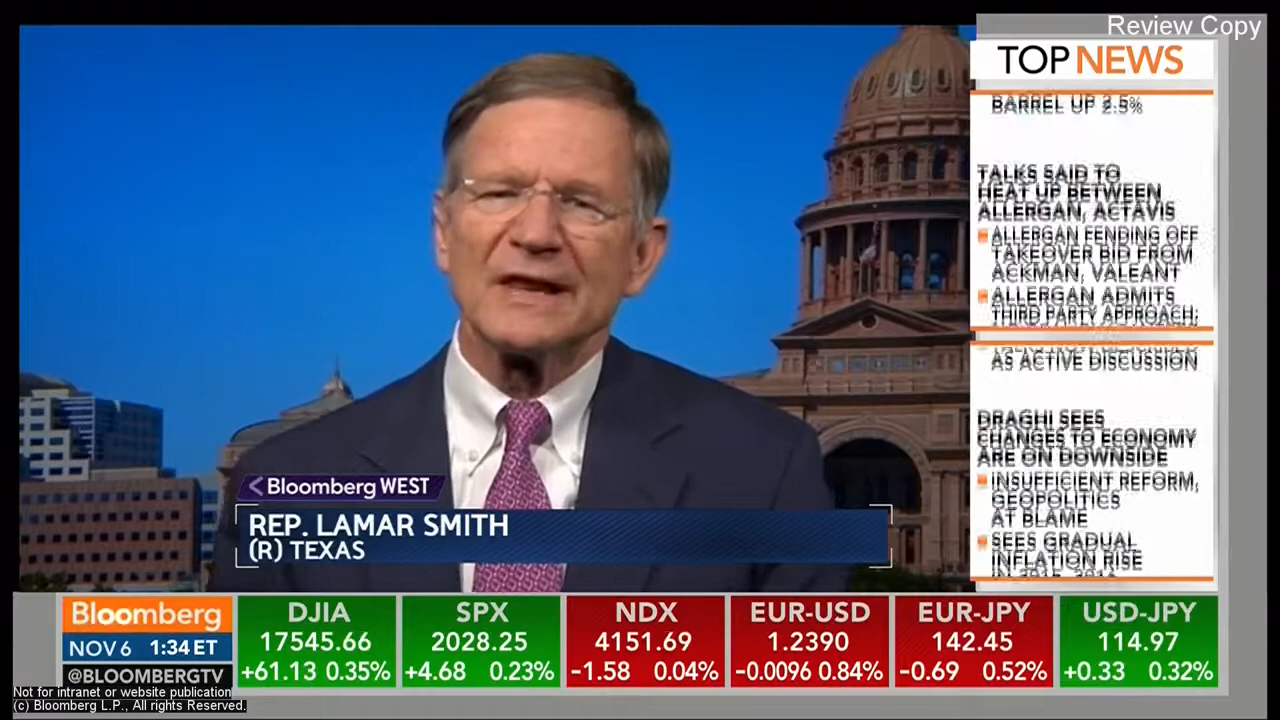 Review Copy
TOP NEWS
BARREL UP 2.5%
TALKS SAID TO
HEAT UP BETWEEN
ALLERGAN, ACTAVIS
ALLERGAN FENDING OFF
TAKEOVER BID FROM
ACKMAN, VALEANT
ALLERGAN ADMITS
THIRD PARTY APPROACH;
AS ACTIVE DISCUSSION
DRAGHI SEES
CHANGES TO ECONOMY
ARE ON DOWNSIDE
INSUFFICIENT REFORM,
GEOPOLITICS
AT BLAME
SEES GRADUAL
INFLATION RISE
Bloomberg WEST
REP. LAMAR SMITH
(R) TEXAS
Bloomberg
NOV 6 1:34 ET
@BLOOMBERGTV
DJIA
17545.66
+61.13 0.35%
SPX
2028.25
+4.68 0.23%
NDX
4151.69
-1.58 0.04%
EUR-USD
1.2390
-0.0096 0.84%
EUR-JPY
142.45
-0.69 0.52%
USD-JPY
114.97
+0.33 0.32%
Not for intranet or website publication
(c) Bloomberg L.P., All rights Reserved.